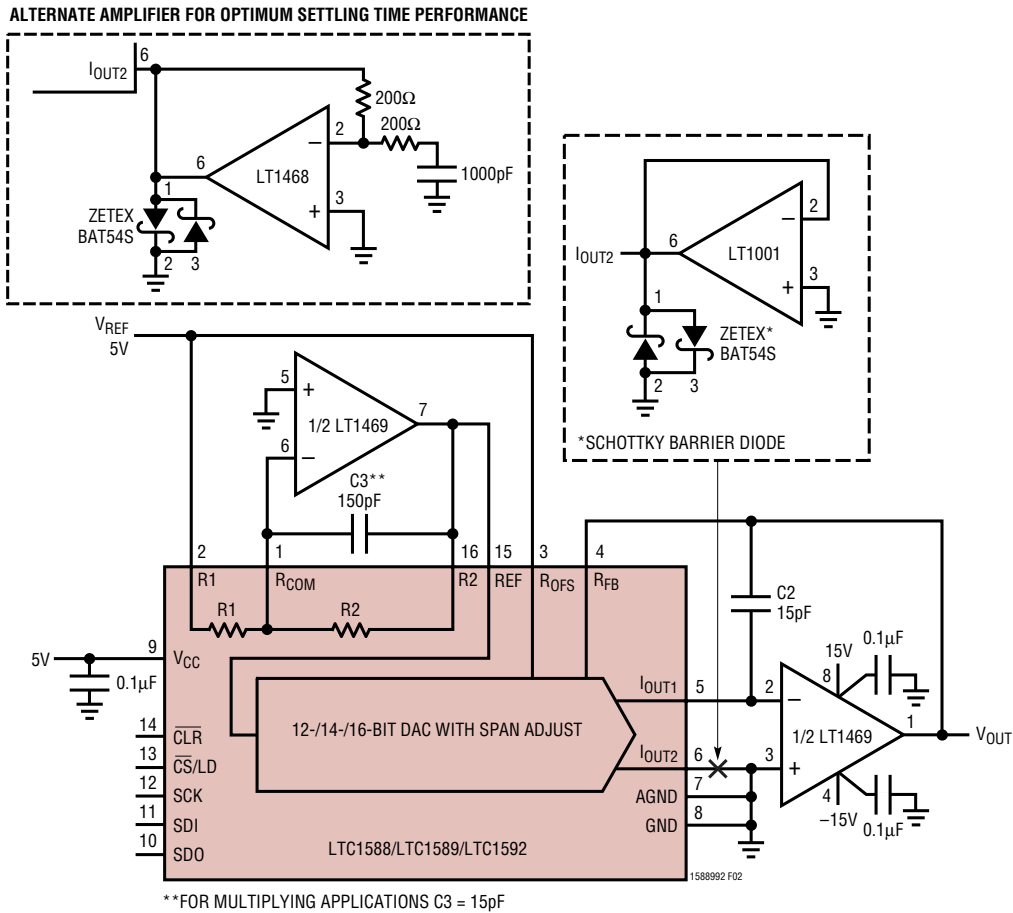 ALTERNATE AMPLIFIER FOR OPTIMUM SETTLING TIME PERFORMANCE
IOUT2
6
200Ω
200Ω
2
–
6
LT1468
1000pF
3
+
1
ZETEX
BAT54S
2
3
2
–
6
IOUT2
LT1001
3
+
1
ZETEX*
BAT54S
2
3
*SCHOTTKY BARRIER DIODE
VREF
5V
5
+
7
1/2 LT1469
6
–
C3**
150pF
2
1
16
15
3
4
R1
RCOM
R2
REF
ROFS
RFB
R1
R2
C2
15pF
9
5V
VCC
0.1µF
15V
0.1µF
8
IOUT1
5
2
–
1
12-/14-/16-BIT DAC WITH SPAN ADJUST
1/2 LT1469
VOUT
14
CLR
13
CS/LD
IOUT2
6
3
+
12
SCK
7
AGND
4
–15V
0.1µF
11
SDI
8
GND
10
SDO
LTC1588/LTC1589/LTC1592
1588992 F02
**FOR MULTIPLYING APPLICATIONS C3 = 15pF